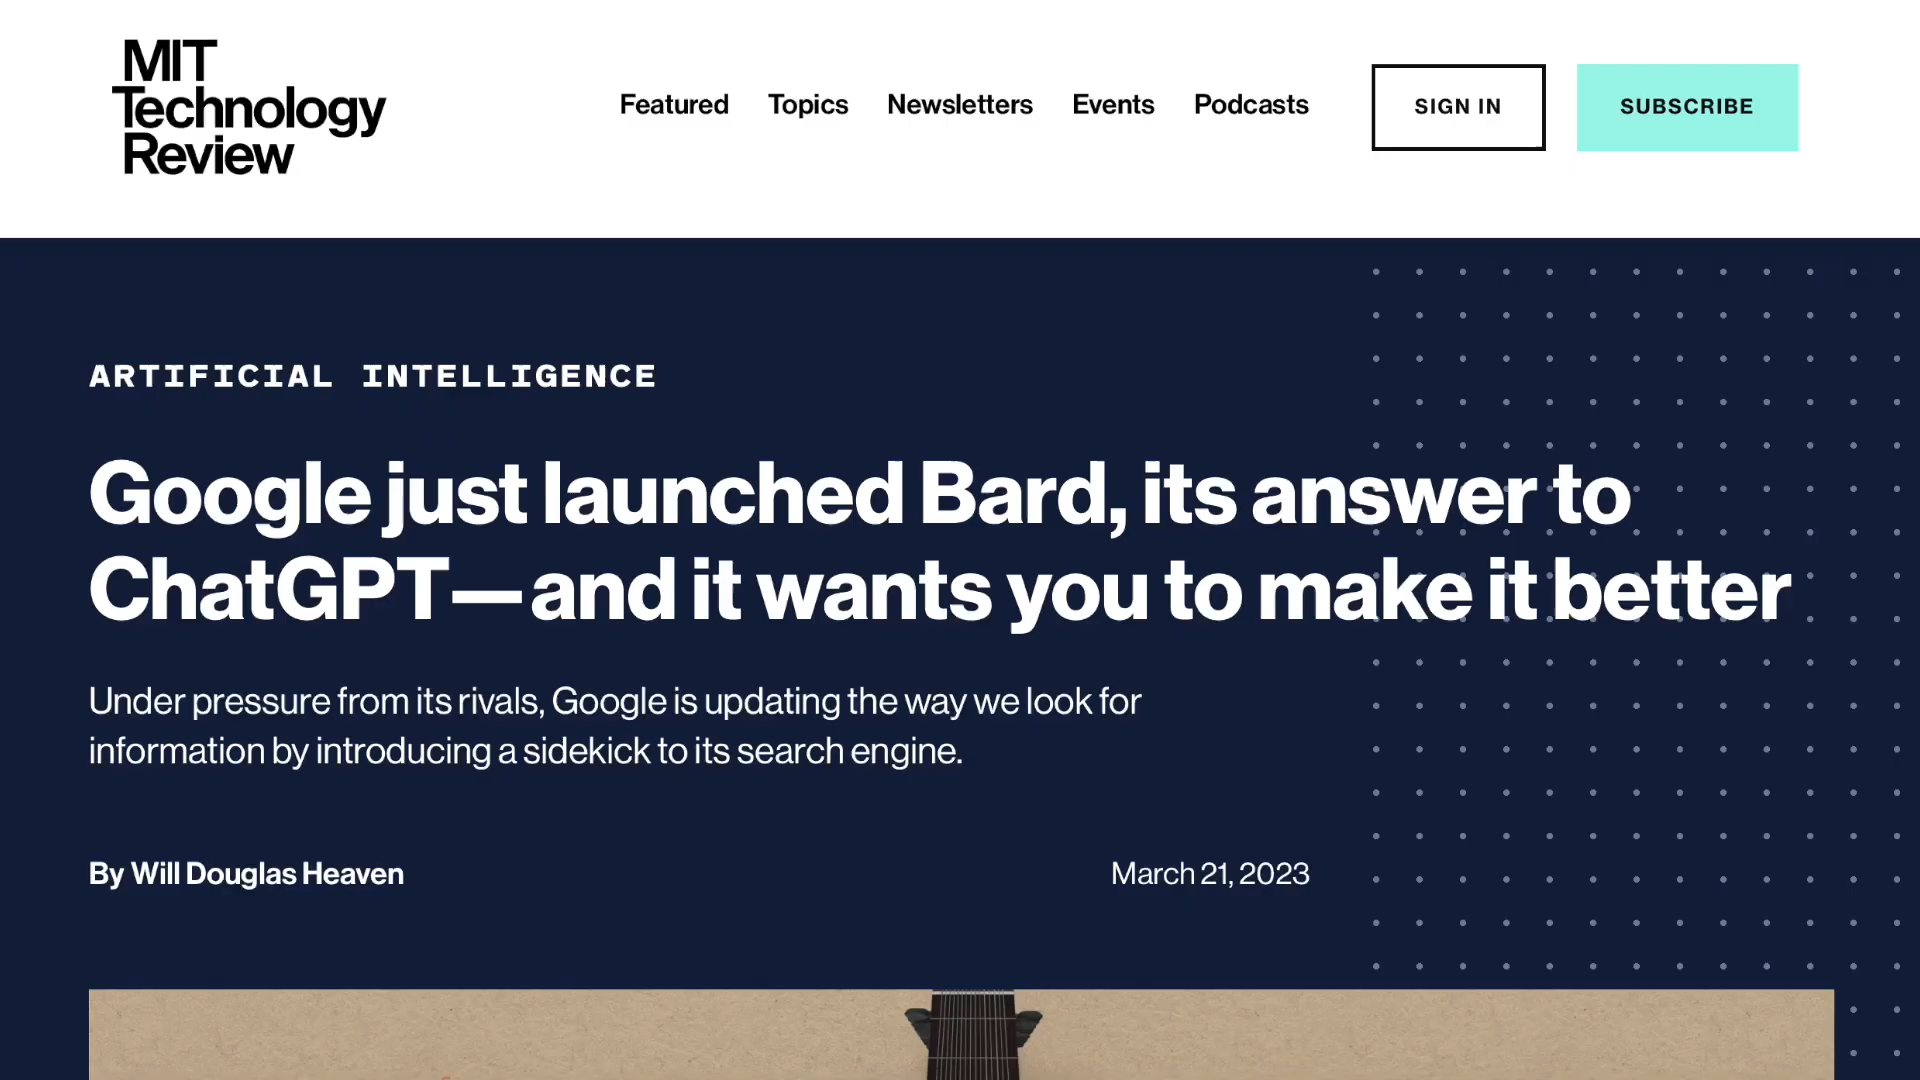 MIT
Technology
Review
Featured Topics Newsletters Events Podcasts SIGN IN SUBSCRIBE
ARTIFICIAL INTELLIGENCE
Google just launched Bard, its answer to
ChatGPT—and it wants you to make it better
Under pressure from its rivals, Google is updating the way we look for
information by introducing a sidekick to its search engine.
By Will Douglas Heaven March 21, 2023